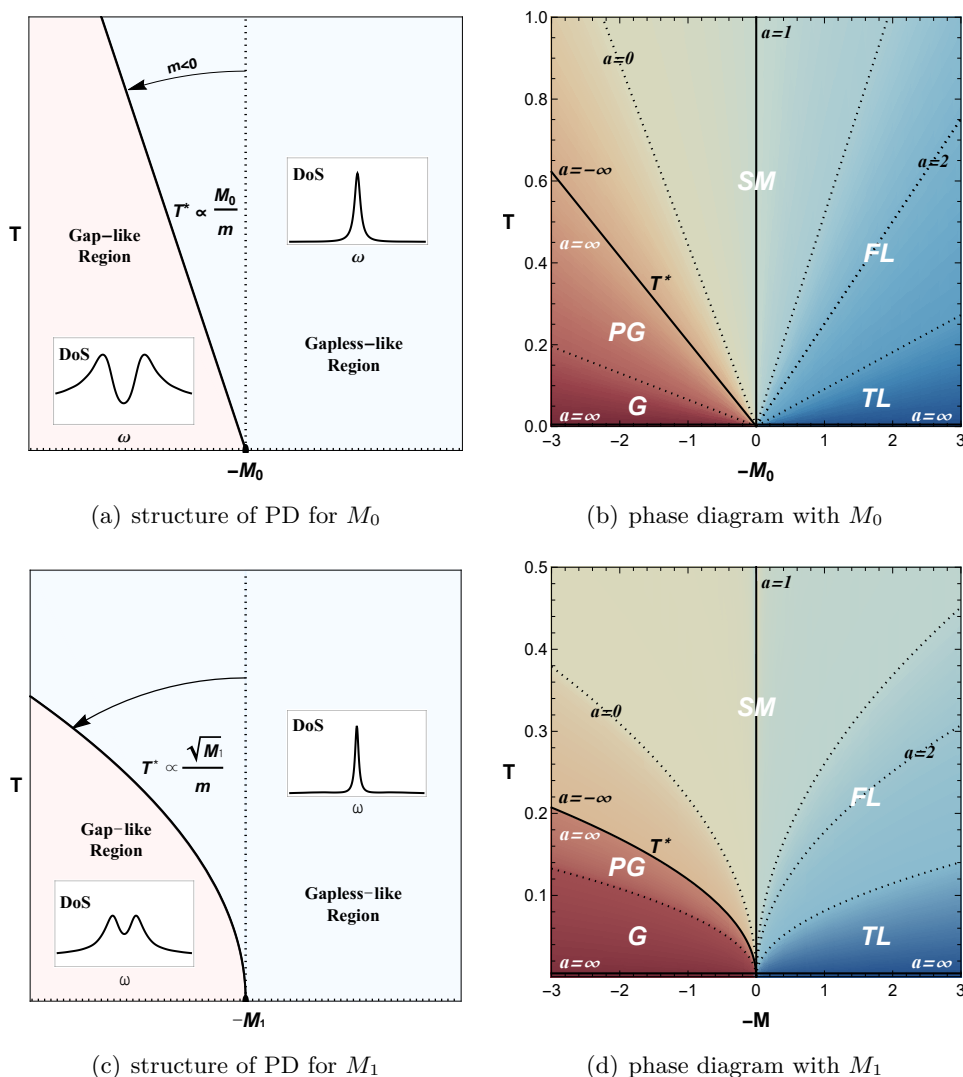 T
m<0
T* ∝ M₀/m
DoS
ω
Gap–like
Region
DoS
ω
Gapless–like
Region
−M₀
(a) structure of PD for M₀
T
1.0
0.8
0.6
0.4
0.2
0.0
a=0
a=1
a=2
a=−∞
a=∞
SM
FL
T*
PG
G
TL
a=∞
a=∞
−3 −2 −1 0 1 2 3
−M₀
(b) phase diagram with M₀
T
T* ∝ √M₁/m
DoS
ω
Gap–like
Region
DoS
ω
Gapless–like
Region
−M₁
(c) structure of PD for M₁
T
0.5
0.4
0.3
0.2
0.1
a=1
a=0
SM
a=2
FL
a=−∞
a=∞
T*
PG
G
TL
a=∞
a=∞
−3 −2 −1 0 1 2 3
−M
(d) phase diagram with M₁